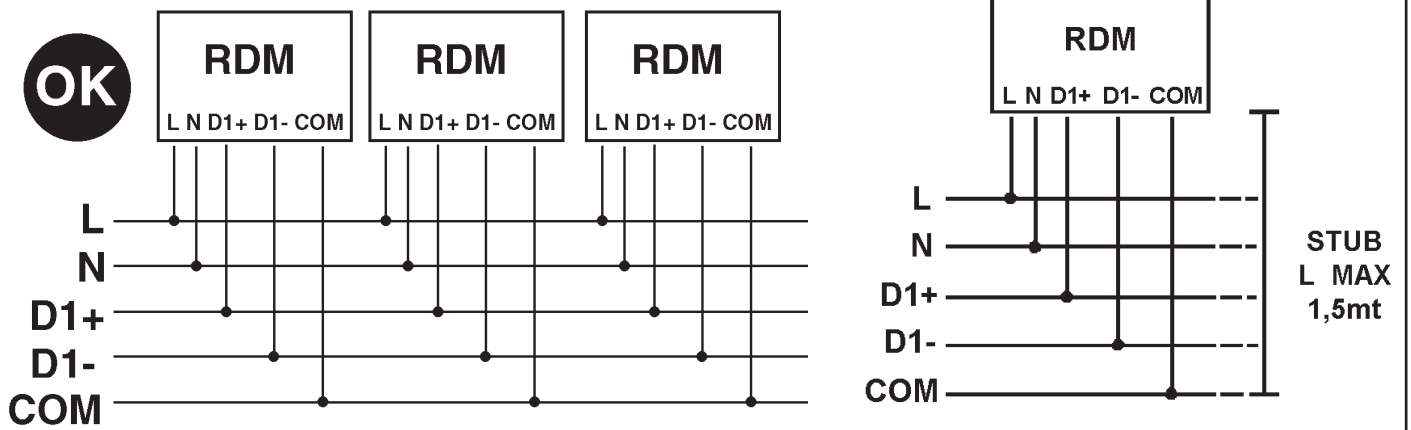 OK
RDM
L N D1+ D1- COM
RDM
L N D1+ D1- COM
RDM
L N D1+ D1- COM
L
N
D1+
D1-
COM
RDM
L N D1+ D1- COM
L
N
D1+
D1-
COM
STUB
L MAX
1,5mt